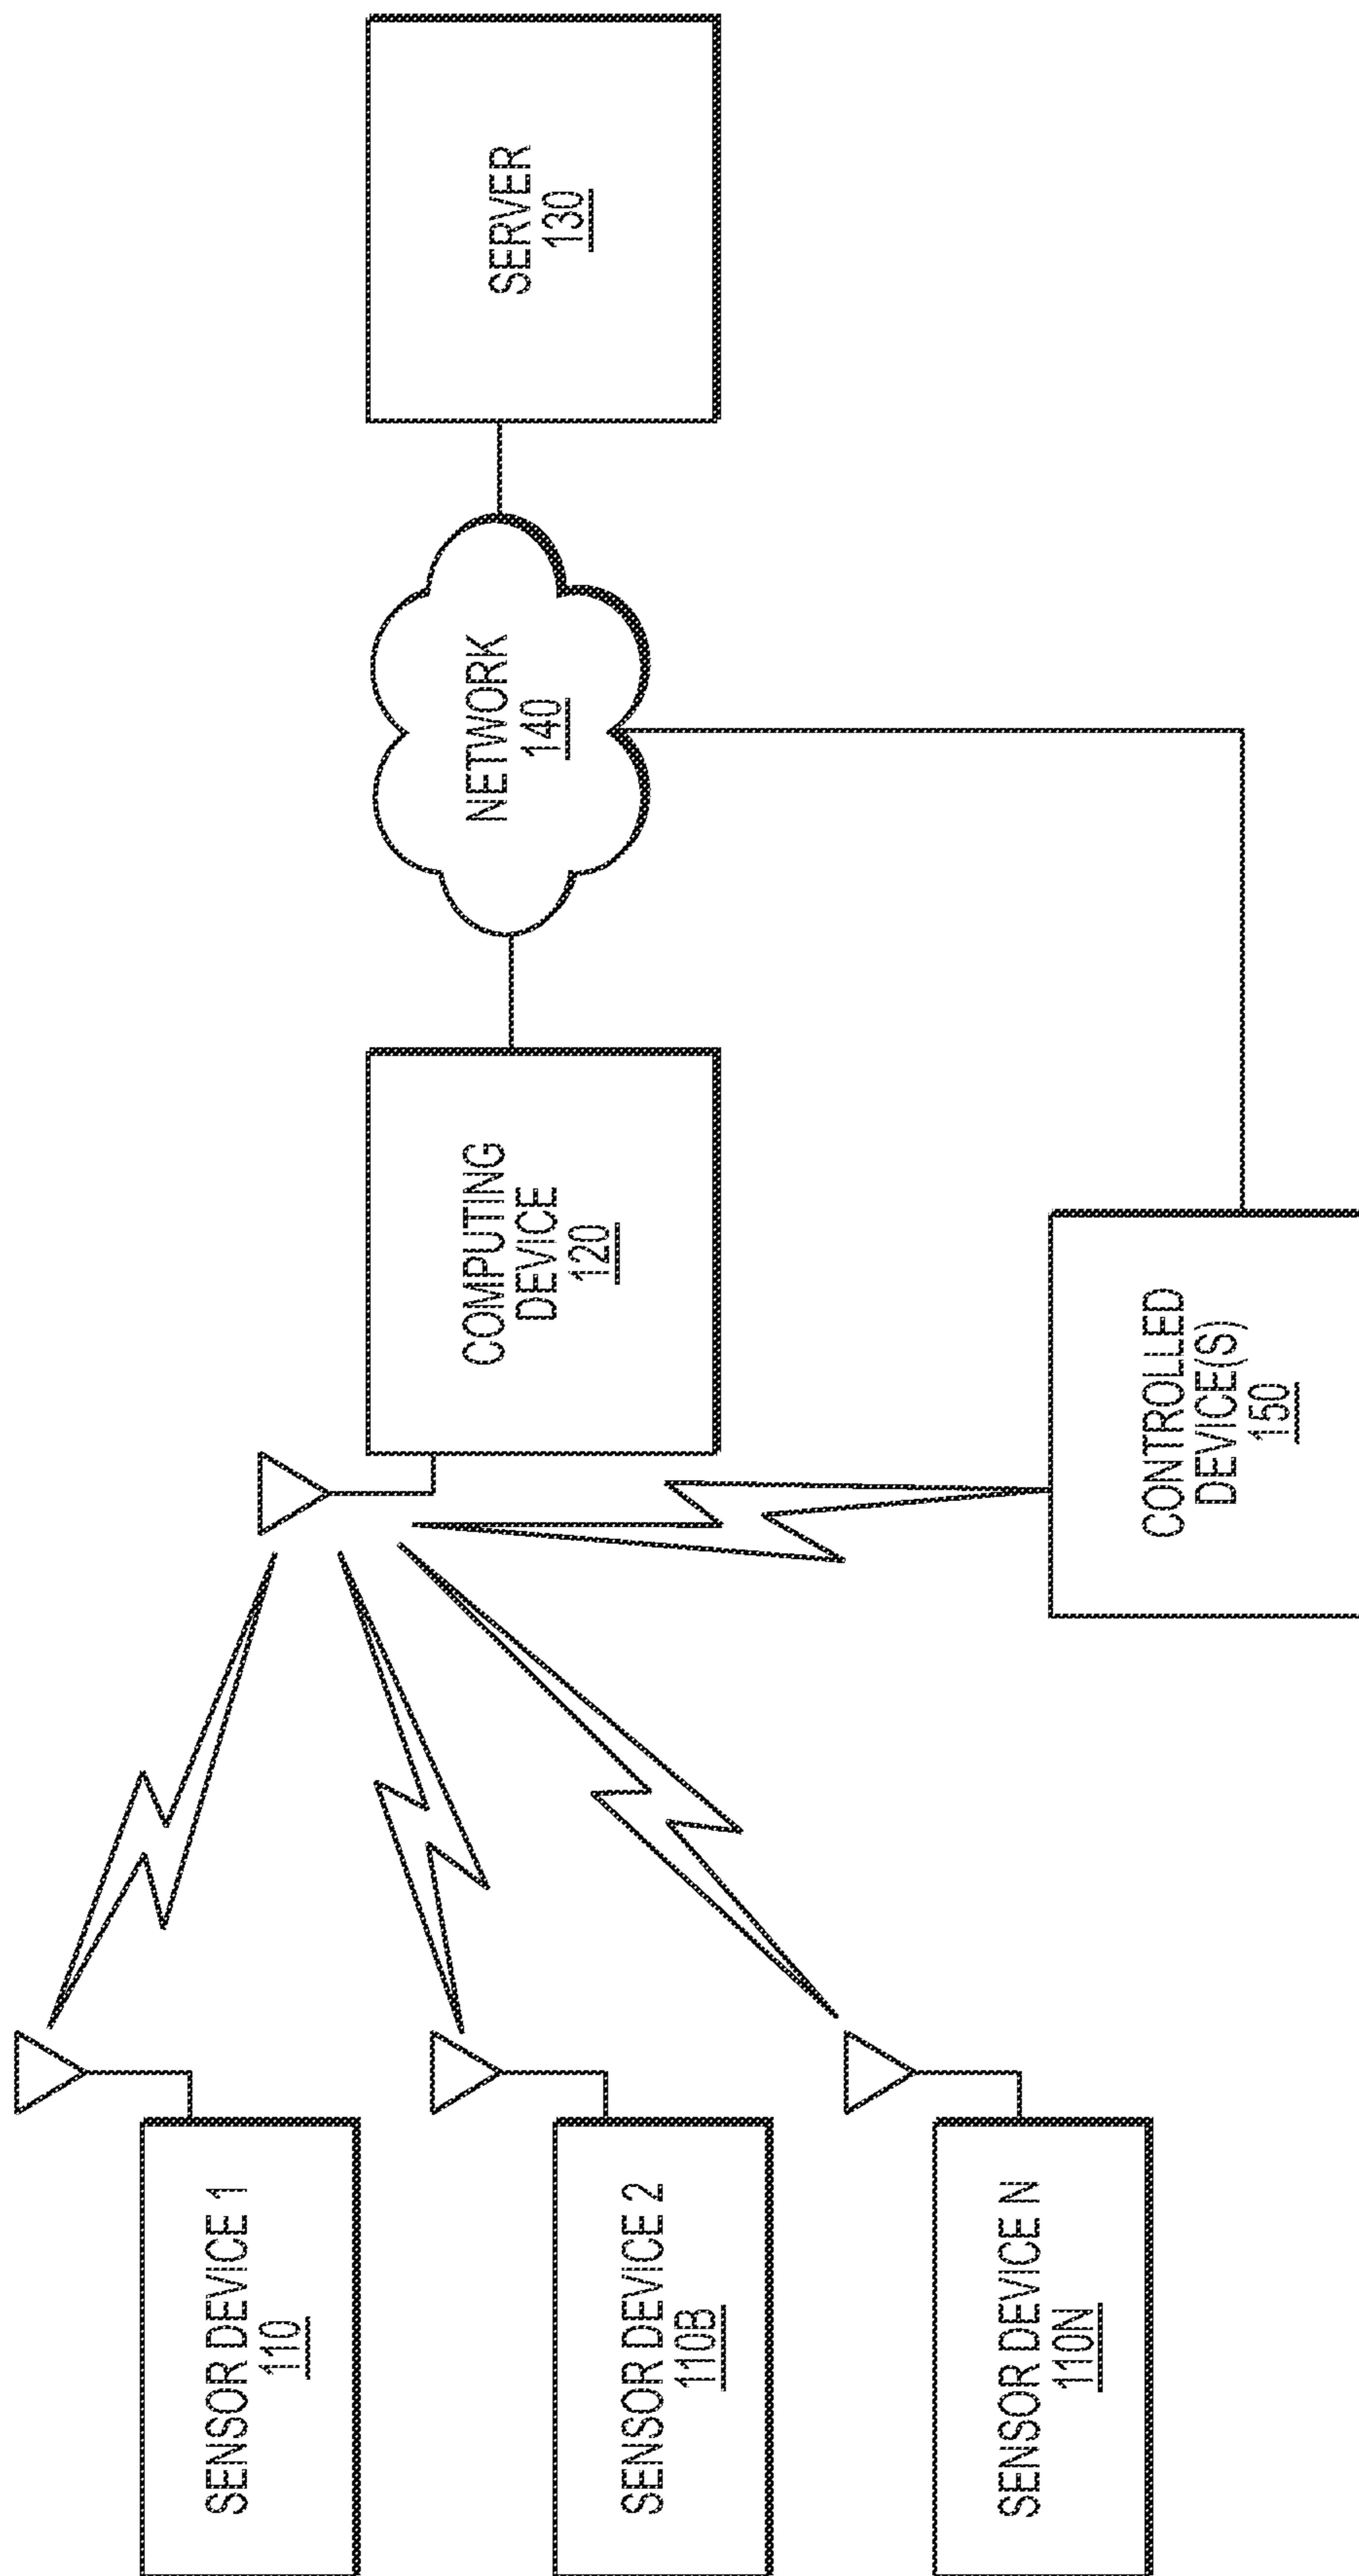 SENSOR DEVICE 1
110
SENSOR DEVICE 2
110B
SENSOR DEVICE N
110N
COMPUTING
DEVICE
120
CONTROLLED
DEVICE(S)
150
NETWORK
140
SERVER
130